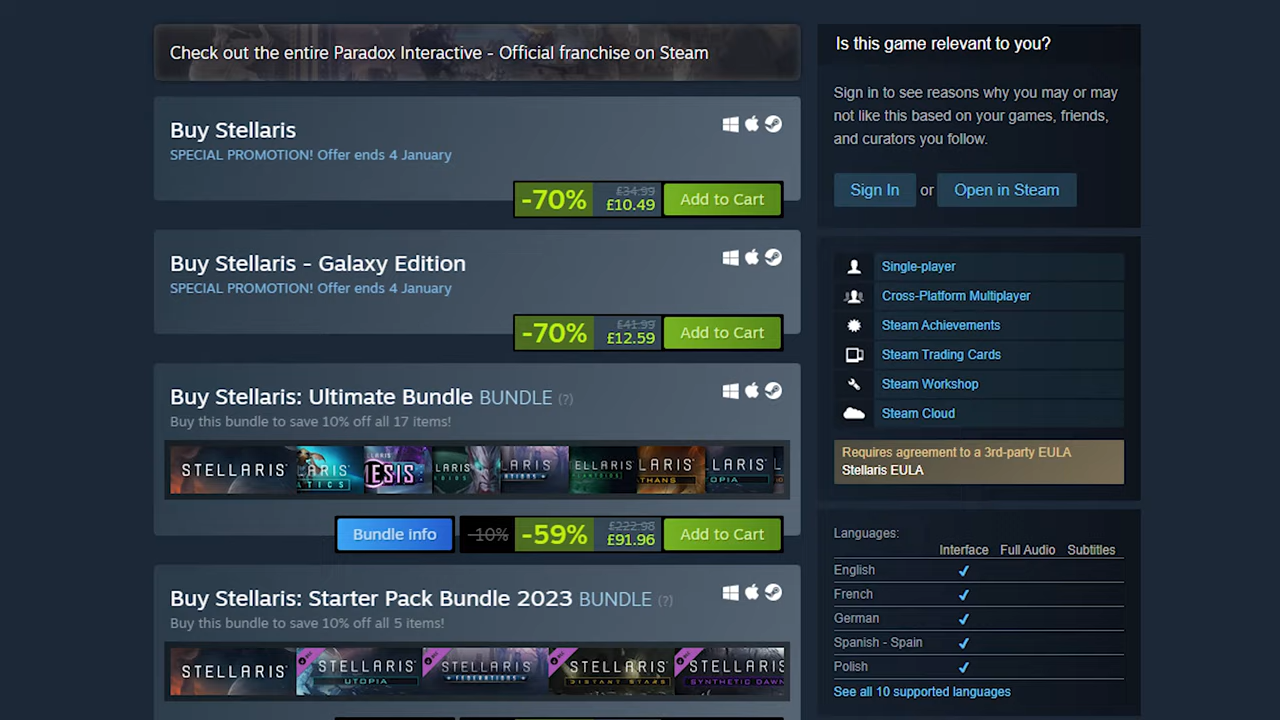 Check out the entire Paradox Interactive - Official franchise on Steam
Buy Stellaris
SPECIAL PROMOTION! Offer ends 4 January
-70%
£34.99
£10.49
Add to Cart
Buy Stellaris - Galaxy Edition
SPECIAL PROMOTION! Offer ends 4 January
-70%
£41.99
£12.59
Add to Cart
Buy Stellaris: Ultimate Bundle BUNDLE (?)
Buy this bundle to save 10% off all 17 items!
STELLARIS
Bundle info
-10%
-59%
£222.98
£91.96
Add to Cart
Buy Stellaris: Starter Pack Bundle 2023 BUNDLE (?)
Buy this bundle to save 10% off all 5 items!
STELLARIS
STELLARIS
UTOPIA
STELLARIS
FEDERATIONS
STELLARIS
DISTANT STARS
STELLARIS
SYNTHETIC DAWN
Is this game relevant to you?
Sign in to see reasons why you may or may
not like this based on your games, friends,
and curators you follow.
Sign In or Open in Steam
Single-player
Cross-Platform Multiplayer
Steam Achievements
Steam Trading Cards
Steam Workshop
Steam Cloud
Requires agreement to a 3rd-party EULA
Stellaris EULA
Languages:
Interface Full Audio Subtitles
English
French
German
Spanish - Spain
Polish
See all 10 supported languages